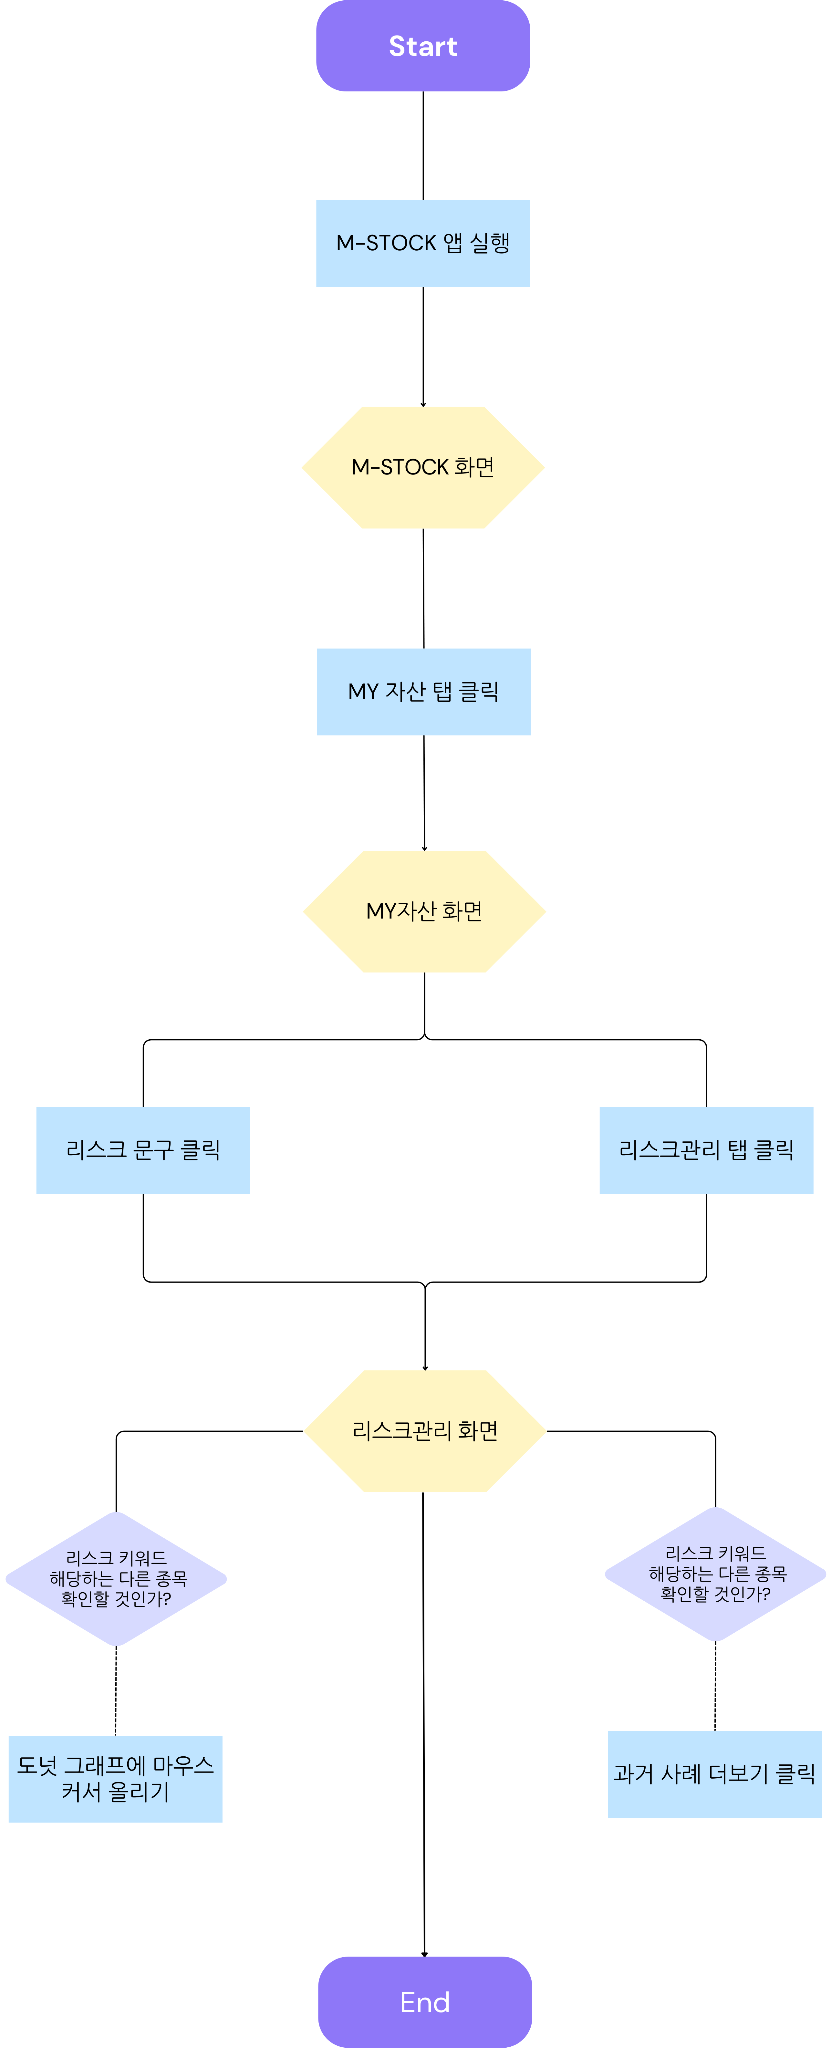 Start
M-STOCK 앱 실행
M-STOCK 화면
MY 자산 탭 클릭
MY자산 화면
리스크 문구 클릭
리스크관리 탭 클릭
리스크관리 화면
리스크 키워드
해당하는 다른 종목
확인할 것인가?
리스크 키워드
해당하는 다른 종목
확인할 것인가?
도넛 그래프에 마우스
커서 올리기
과거 사례 더보기 클릭
End